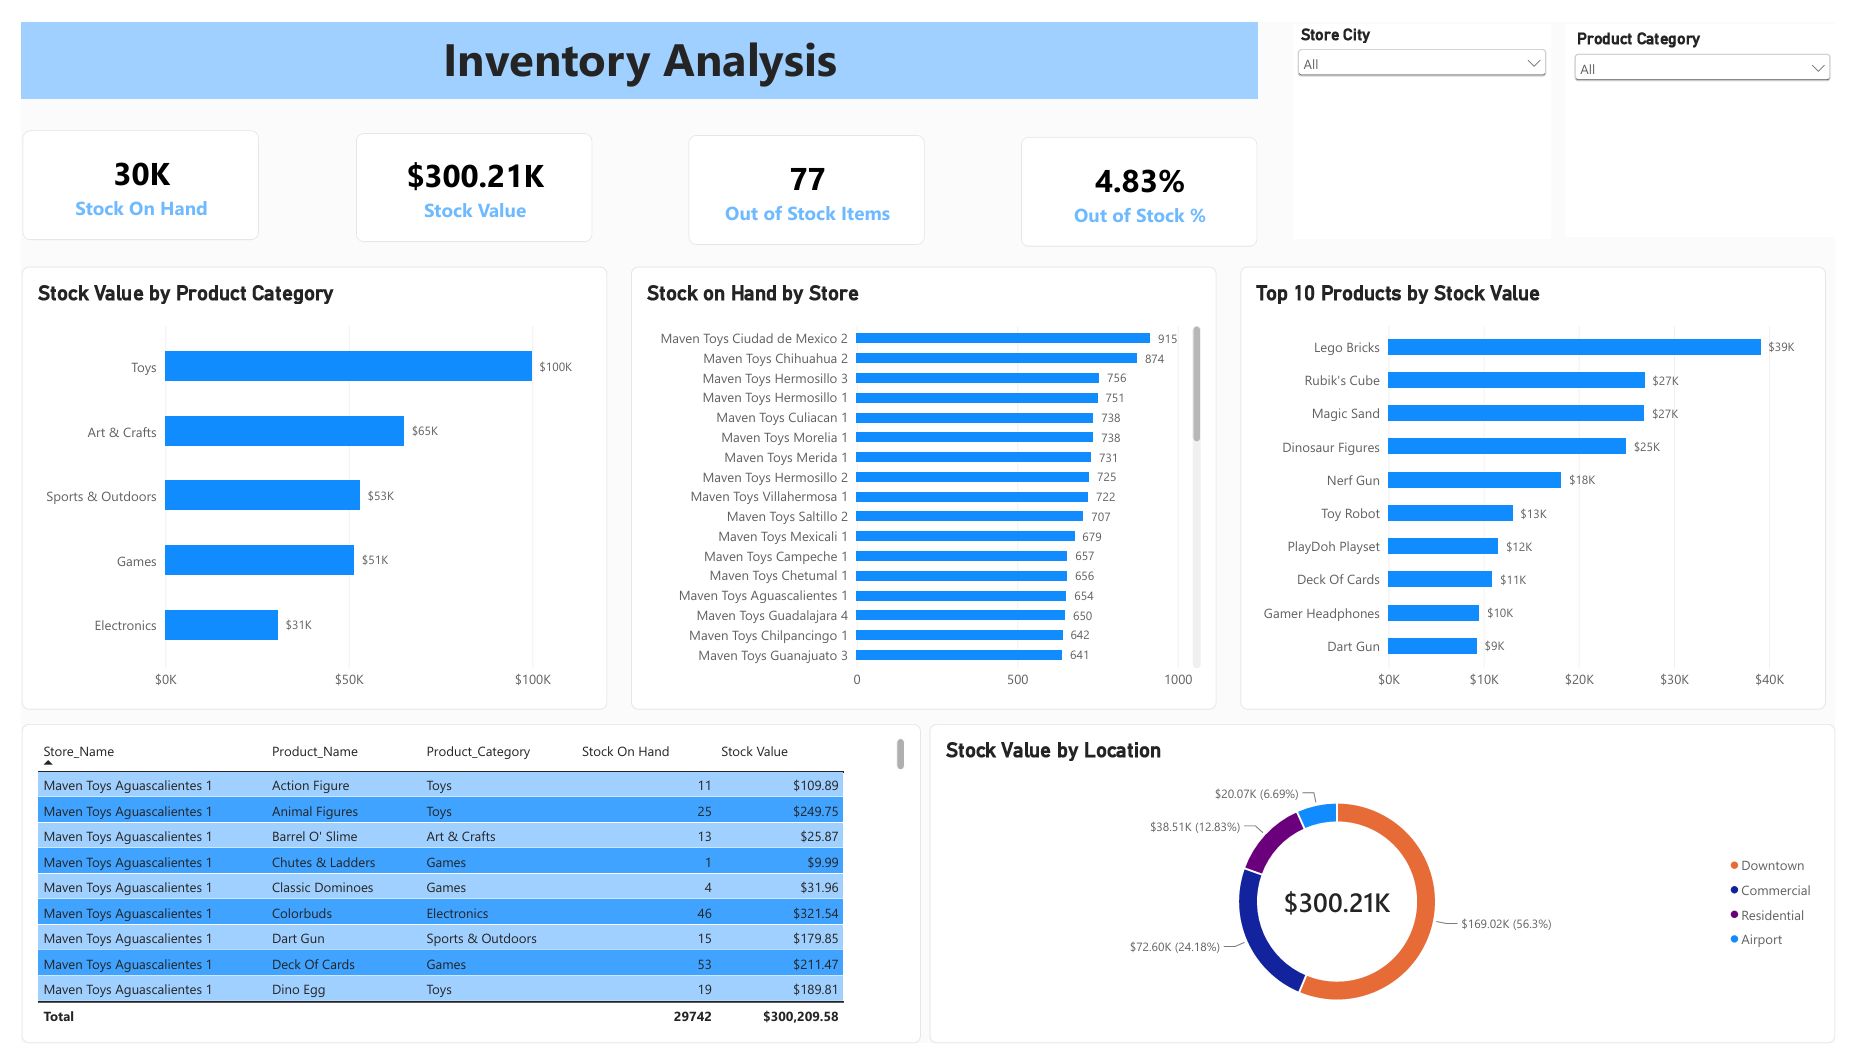 Inventory Analysis
Store City
All
Product Category
All
30K
Stock On Hand
$300.21K
Stock Value
77
Out of Stock Items
4.83%
Out of Stock %
Stock Value by Product Category
Toys $100K
Art & Crafts $65K
Sports & Outdoors $53K
Games $51K
Electronics $31K
$0K $50K $100K
Stock on Hand by Store
Maven Toys Ciudad de Mexico 2 915
Maven Toys Chihuahua 2 874
Maven Toys Hermosillo 3 756
Maven Toys Hermosillo 1 751
Maven Toys Culiacan 1 738
Maven Toys Morelia 1 738
Maven Toys Merida 1 731
Maven Toys Hermosillo 2 725
Maven Toys Villahermosa 1 722
Maven Toys Saltillo 2 707
Maven Toys Mexicali 1 679
Maven Toys Campeche 1 657
Maven Toys Chetumal 1 656
Maven Toys Aguascalientes 1 654
Maven Toys Guadalajara 4 650
Maven Toys Chilpancingo 1 642
Maven Toys Guanajuato 3 641
0 500 1000
Top 10 Products by Stock Value
Lego Bricks $39K
Rubik's Cube $27K
Magic Sand $27K
Dinosaur Figures $25K
Nerf Gun $18K
Toy Robot $13K
PlayDoh Playset $12K
Deck Of Cards $11K
Gamer Headphones $10K
Dart Gun $9K
$0K $10K $20K $30K $40K
Store_Name Product_Name Product_Category Stock On Hand Stock Value
Maven Toys Aguascalientes 1 Action Figure Toys 11 $109.89
Maven Toys Aguascalientes 1 Animal Figures Toys 25 $249.75
Maven Toys Aguascalientes 1 Barrel O' Slime Art & Crafts 13 $25.87
Maven Toys Aguascalientes 1 Chutes & Ladders Games 1 $9.99
Maven Toys Aguascalientes 1 Classic Dominoes Games 4 $31.96
Maven Toys Aguascalientes 1 Colorbuds Electronics 46 $321.54
Maven Toys Aguascalientes 1 Dart Gun Sports & Outdoors 15 $179.85
Maven Toys Aguascalientes 1 Deck Of Cards Games 53 $211.47
Maven Toys Aguascalientes 1 Dino Egg Toys 19 $189.81
Total 29742 $300,209.58
Stock Value by Location
$20.07K (6.69%)
$38.51K (12.83%)
$72.60K (24.18%)
$300.21K
$169.02K (56.3%)
Downtown
Commercial
Residential
Airport